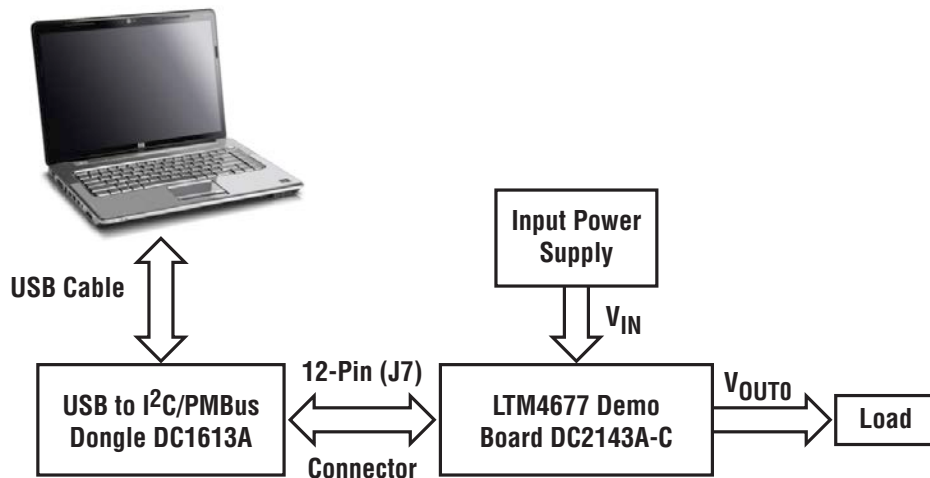 USB Cable
Input Power
Supply
VIN
12-Pin (J7)
Connector
USB to I²C/PMBus
Dongle DC1613A
LTM4677 Demo
Board DC2143A-C
VOUT0
Load